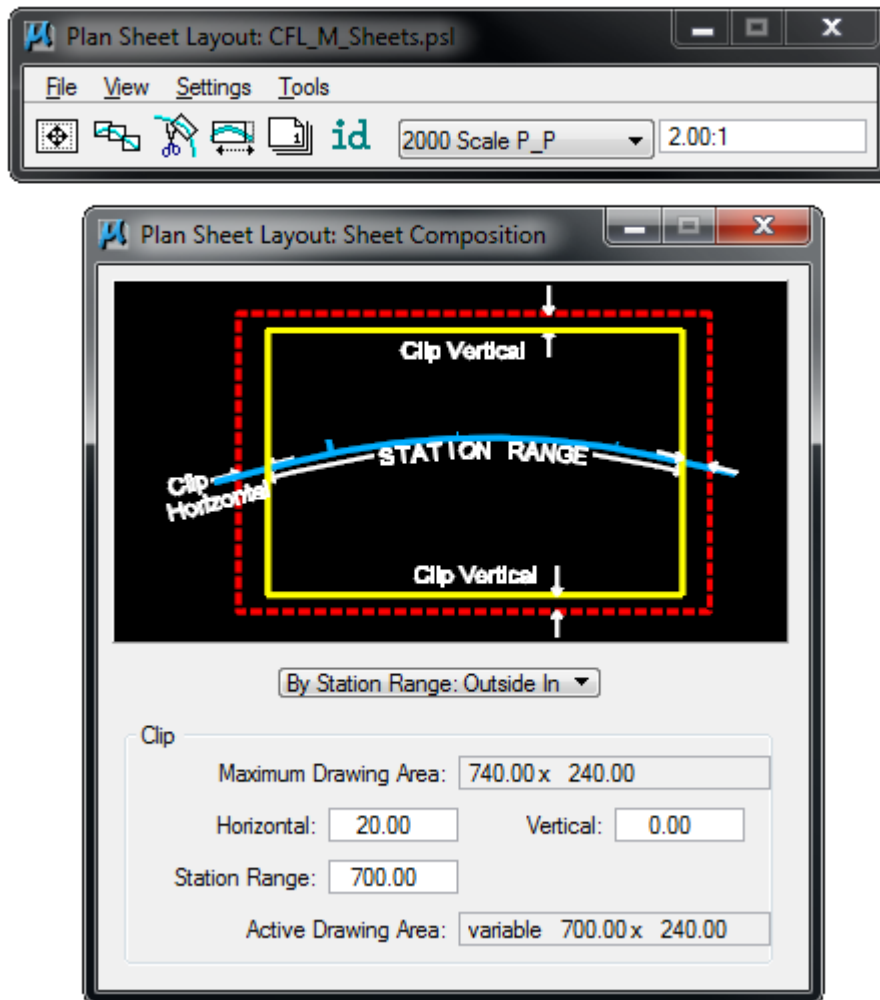 Plan Sheet Layout: CFL_M_Sheets.psl
File View Settings Tools
1 id 2000 Scale P_P 2.00:1
Plan Sheet Layout: Sheet Composition
Clip Vertical
STATION RANGE
Clip
Horizontal
Clip Vertical
By Station Range: Outside In
Clip
Maximum Drawing Area: 740.00 x 240.00
Horizontal: 20.00 Vertical: 0.00
Station Range: 700.00
Active Drawing Area: variable 700.00 x 240.00